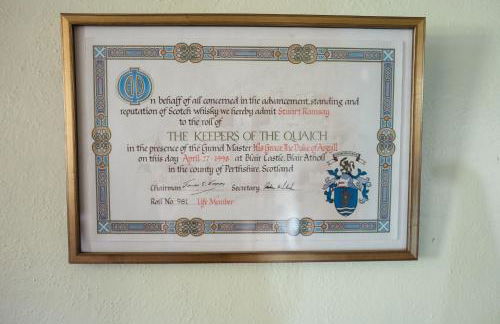 On behalf of all concerned in the advancement, standing and
reputation of Scotch whisky we hereby admit Stuart Ramsay
to the roll of
THE KEEPERS OF THE QUAICH
in the presence of the Grand Master His Grace The Duke of Argyll
on this day April 27 1998 at Blair Castle, Blair Atholl
in the county of Perthshire, Scotland
Chairman Secretary
Roll No. 981 Life Member